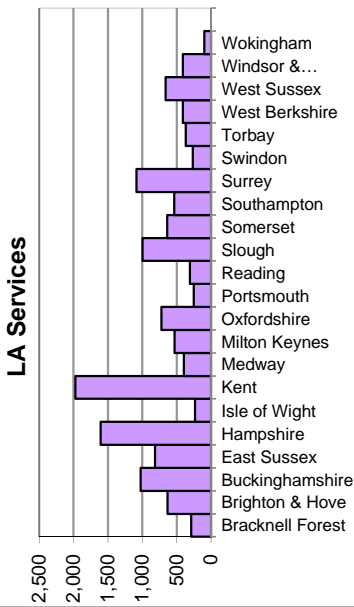 LA Services
Wokingham
Windsor &…
West Sussex
West Berkshire
Torbay
Swindon
Surrey
Southampton
Somerset
Slough
Reading
Portsmouth
Oxfordshire
Milton Keynes
Medway
Kent
Isle of Wight
Hampshire
East Sussex
Buckinghamshire
Brighton & Hove
Bracknell Forest
2,500
2,000
1,500
1,000
500
0